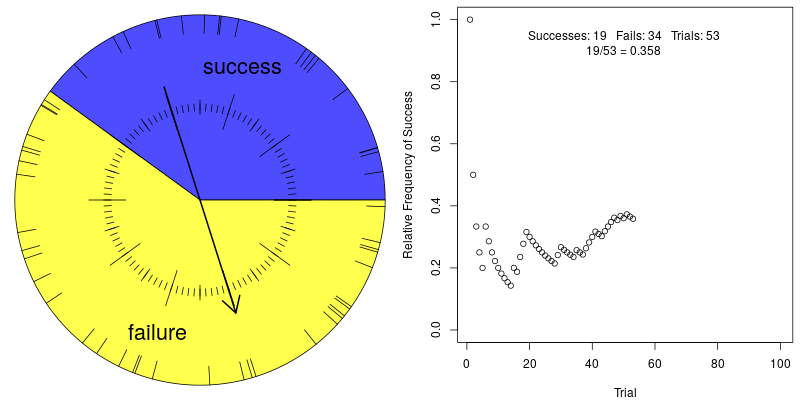 success
failure
Successes: 19 Fails: 34 Trials: 53
19/53 = 0.358
Relative Frequency of Success
1.0
0.8
0.6
0.4
0.2
0.0
0 20 40 60 80 100
Trial